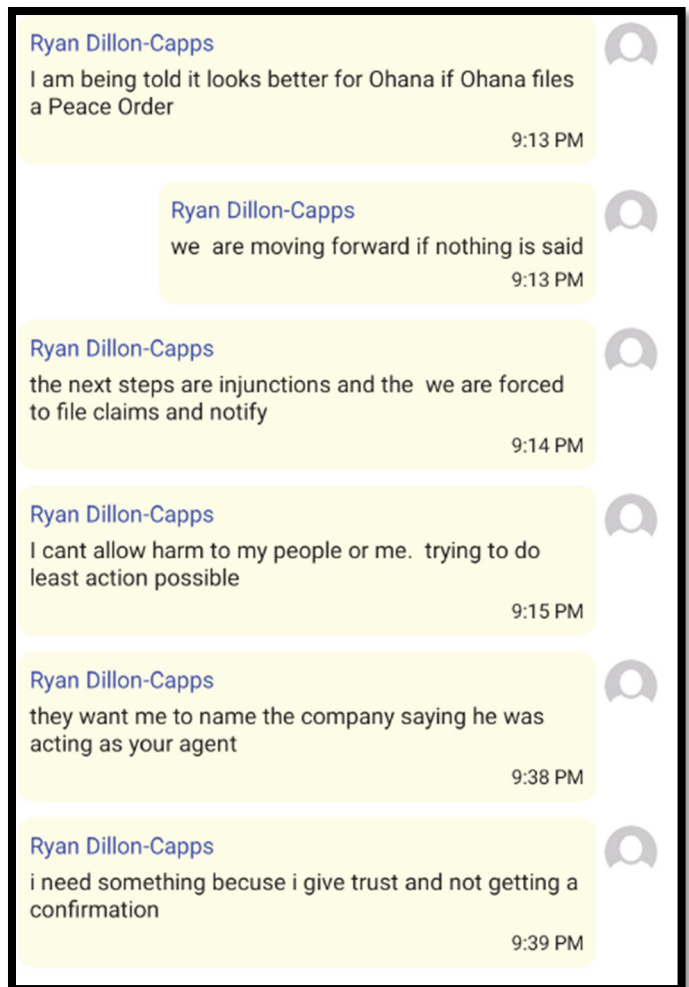 Ryan Dillon-Capps
I am being told it looks better for Ohana if Ohana files
a Peace Order
9:13 PM
Ryan Dillon-Capps
we  are moving forward if nothing is said
9:13 PM
Ryan Dillon-Capps
the next steps are injunctions and the  we are forced
to file claims and notify
9:14 PM
Ryan Dillon-Capps
I cant allow harm to my people or me.  trying to do
least action possible
9:15 PM
Ryan Dillon-Capps
they want me to name the company saying he was
acting as your agent
9:38 PM
Ryan Dillon-Capps
i need something becuse i give trust and not getting a
confirmation
9:39 PM